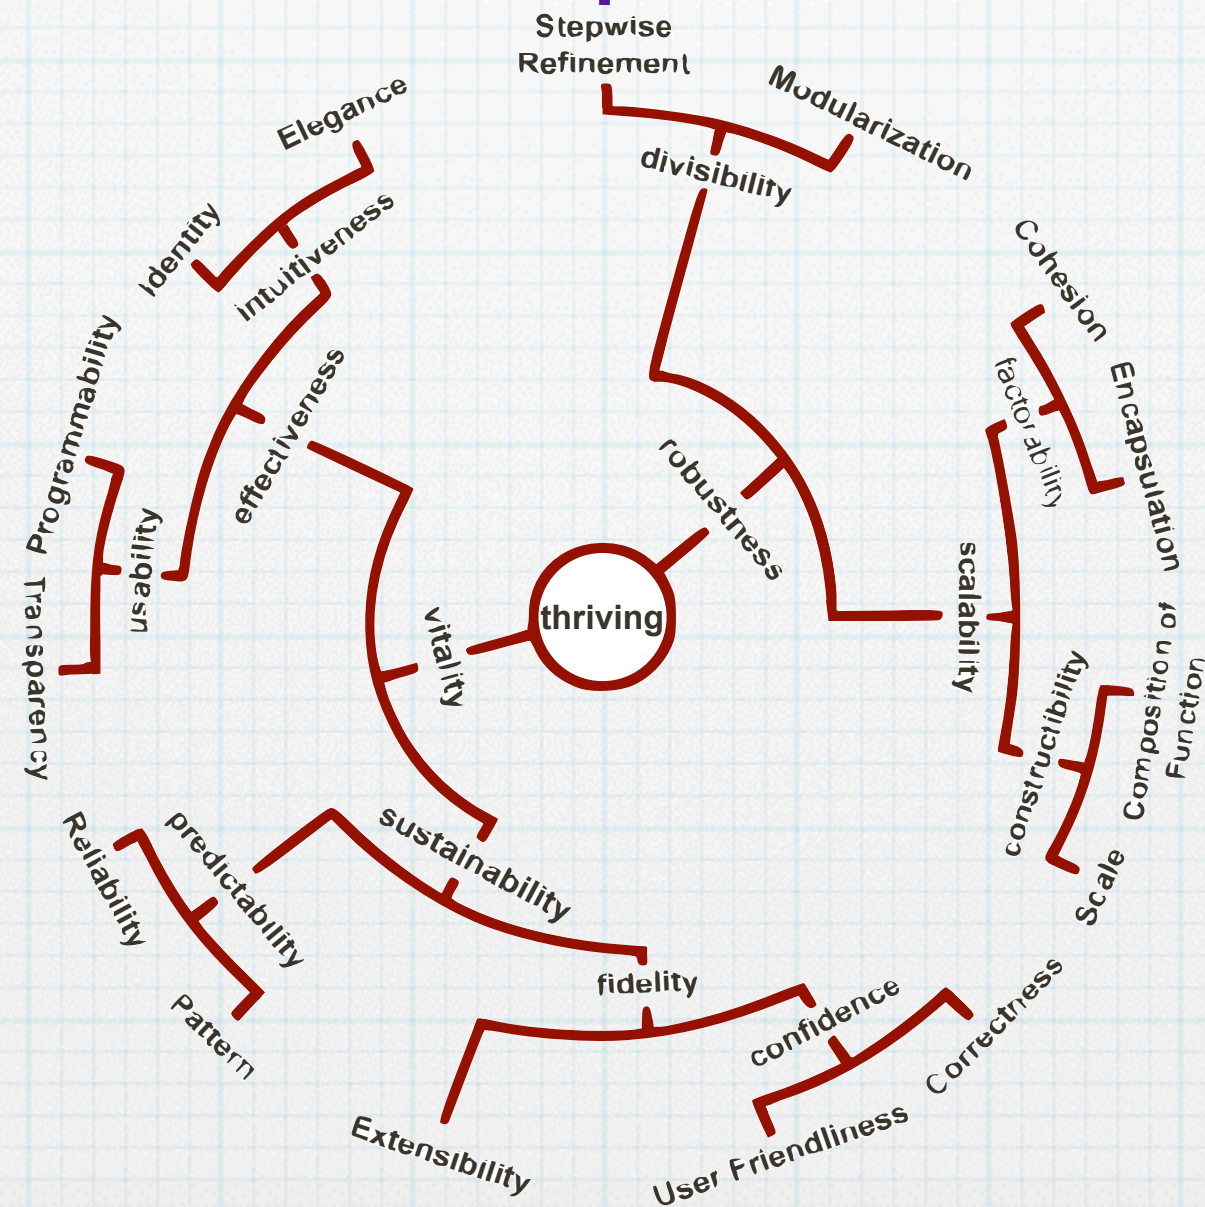 Stepwise
Refinement
Modularization
divisibility
Elegance
Identity
intuitiveness
Cohesion
factorability
Encapsulation
Programmability
effectiveness
robustness
usability
Transparency
thriving
vitality
scalability
Composition of
Function
constructibility
Scale
sustainability
predictability
Reliability
Pattern
fidelity
confidence
Correctness
Extensibility
User Friendliness